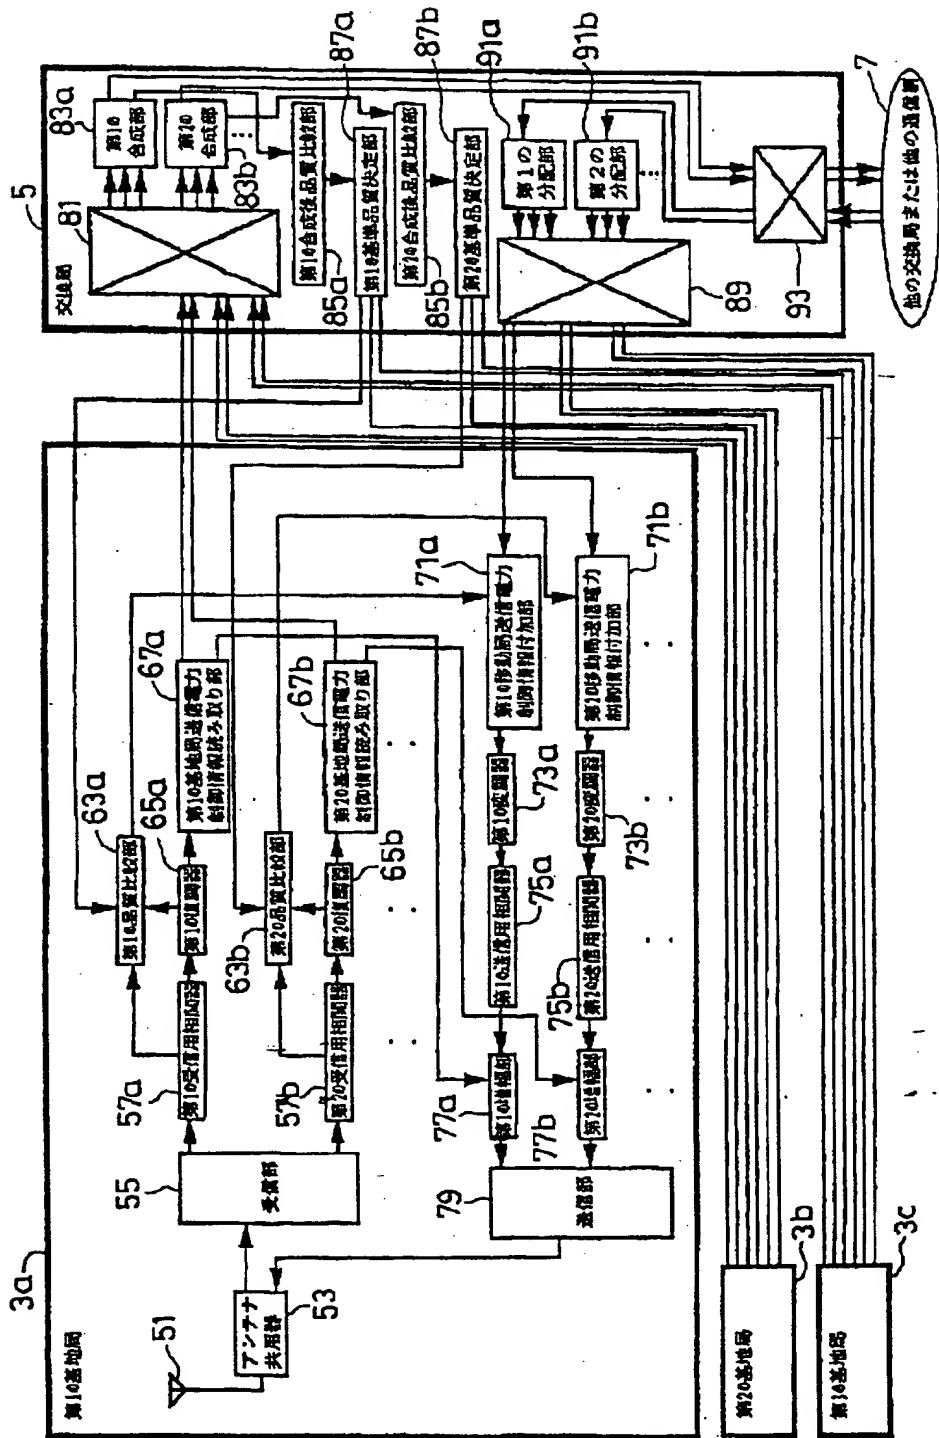 3a
第1の基地局
51
アンテナ
共用器
53
55
受信部
57a
第1の受信用相関器
57b
第2の受信用相関器
63a
第1の品質比較部
65a
第1の復調器
63b
第2の品質比較部
第2の復調器
65b
67a
第1の基地局送信電力
制御情報読み取り部
67b
第2の基地局送信電力
制御情報読み取り部
71a
第1の移動局送信電力
制御情報付加部
71b
第2の移動局送信電力
制御情報付加部
第1の変調器
73a
第2の変調器
73b
第1の送信用相関器
75a
第2の送信用相関器
75b
77a
第1の増幅部
77b
第2の増幅部
79
送信部
第2の基地局
3b
第3の基地局
3c
5
交換局
81
83a
第1の
合成部
第2の
合成部
83b
第1の合成後品質比較部
85a
87a
第1の基準品質決定部
第2の合成後品質比較部
85b
87b
第2の基準品質決定部
91a
第1の
分配部
91b
第2の
分配部
89
93
7
他の交換局または他の通信網